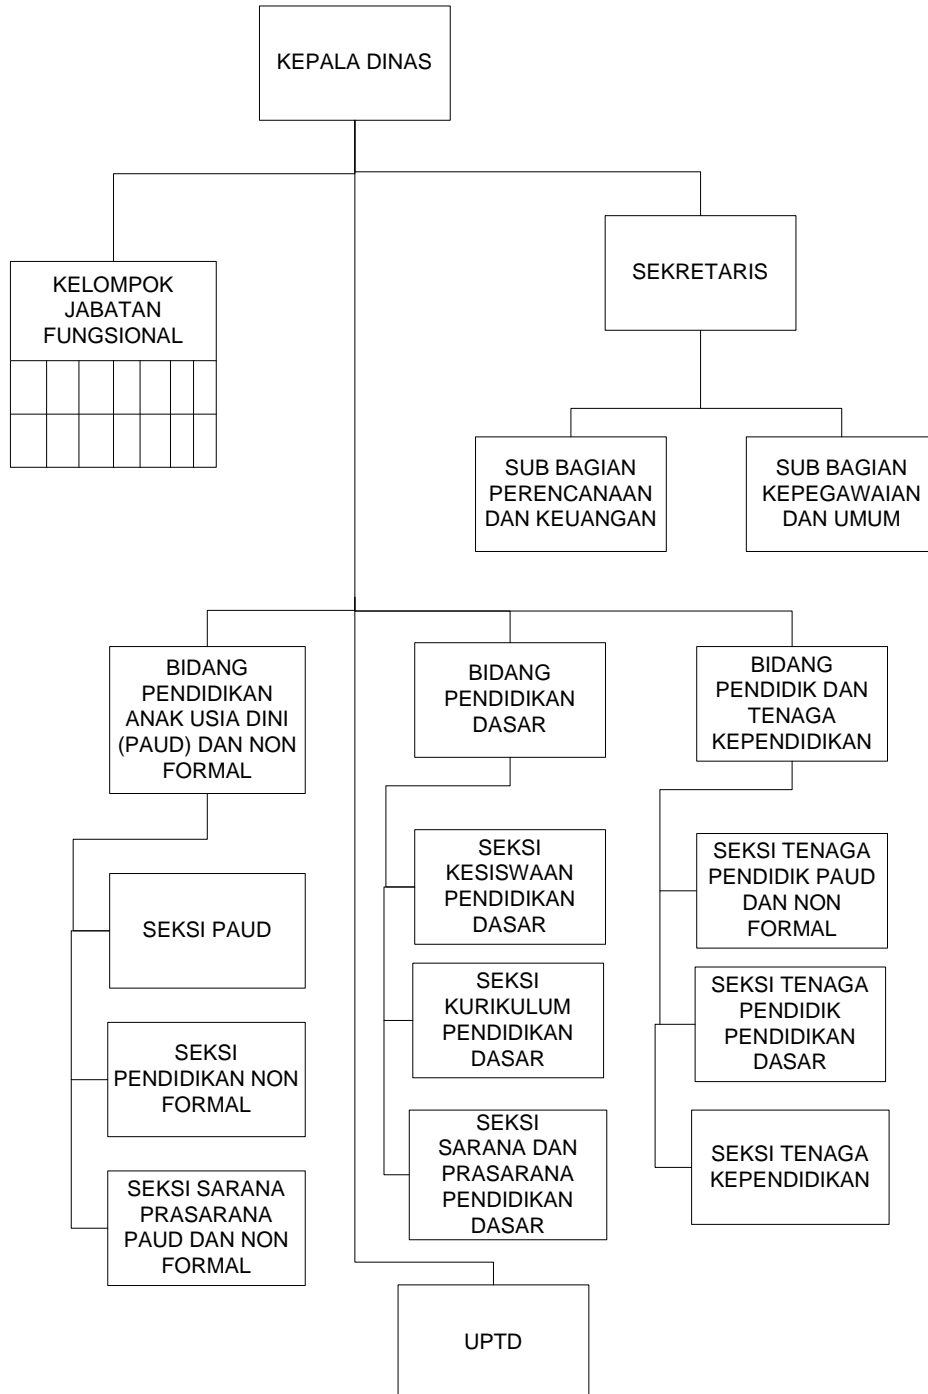 KEPALA DINAS
KELOMPOK
JABATAN
FUNGSIONAL
SEKRETARIS
SUB BAGIAN
PERENCANAAN
DAN KEUANGAN
SUB BAGIAN
KEPEGAWAIAN
DAN UMUM
BIDANG
PENDIDIKAN
ANAK USIA DINI
(PAUD) DAN NON
FORMAL
BIDANG
PENDIDIKAN
DASAR
BIDANG
PENDIDIK DAN
TENAGA
KEPENDIDIKAN
SEKSI PAUD
SEKSI
PENDIDIKAN NON
FORMAL
SEKSI SARANA
PRASARANA
PAUD DAN NON
FORMAL
SEKSI
KESISWAAN
PENDIDIKAN
DASAR
SEKSI
KURIKULUM
PENDIDIKAN
DASAR
SEKSI
SARANA DAN
PRASARANA
PENDIDIKAN
DASAR
SEKSI TENAGA
PENDIDIK PAUD
DAN NON
FORMAL
SEKSI TENAGA
PENDIDIK
PENDIDIKAN
DASAR
SEKSI TENAGA
KEPENDIDIKAN
UPTD